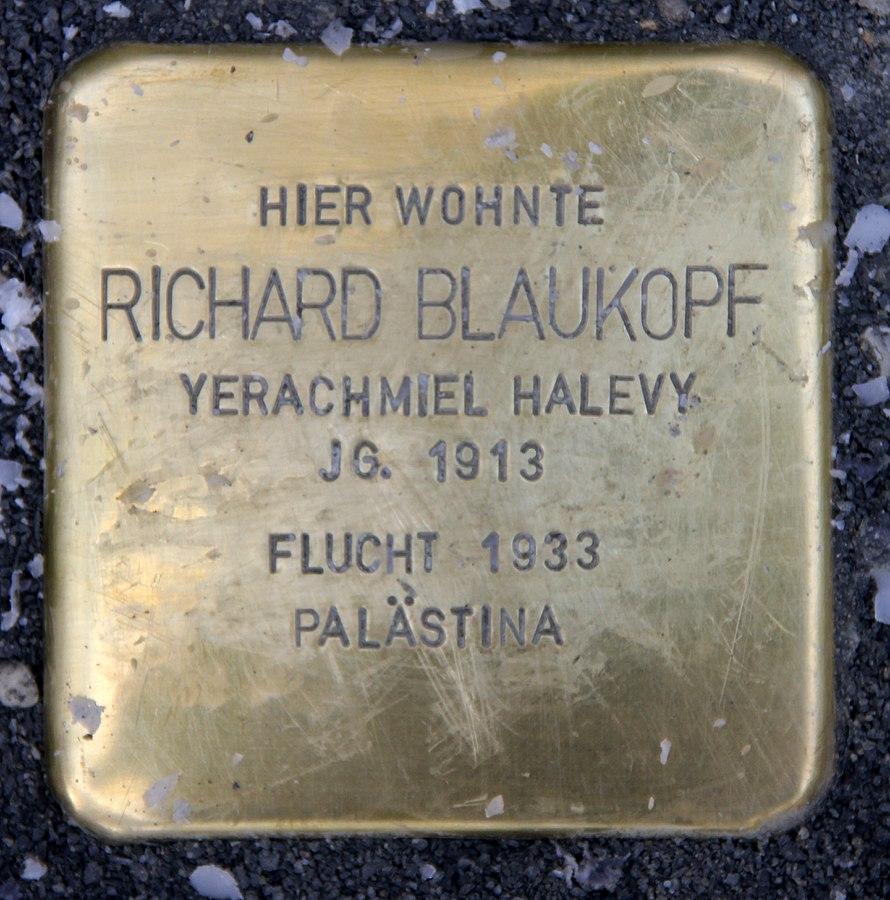 HIER WOHNTE
RICHARD BLAUKOPF
YERACHMIEL HALEVY
JG. 1913
FLUCHT 1933
PALÄSTINA